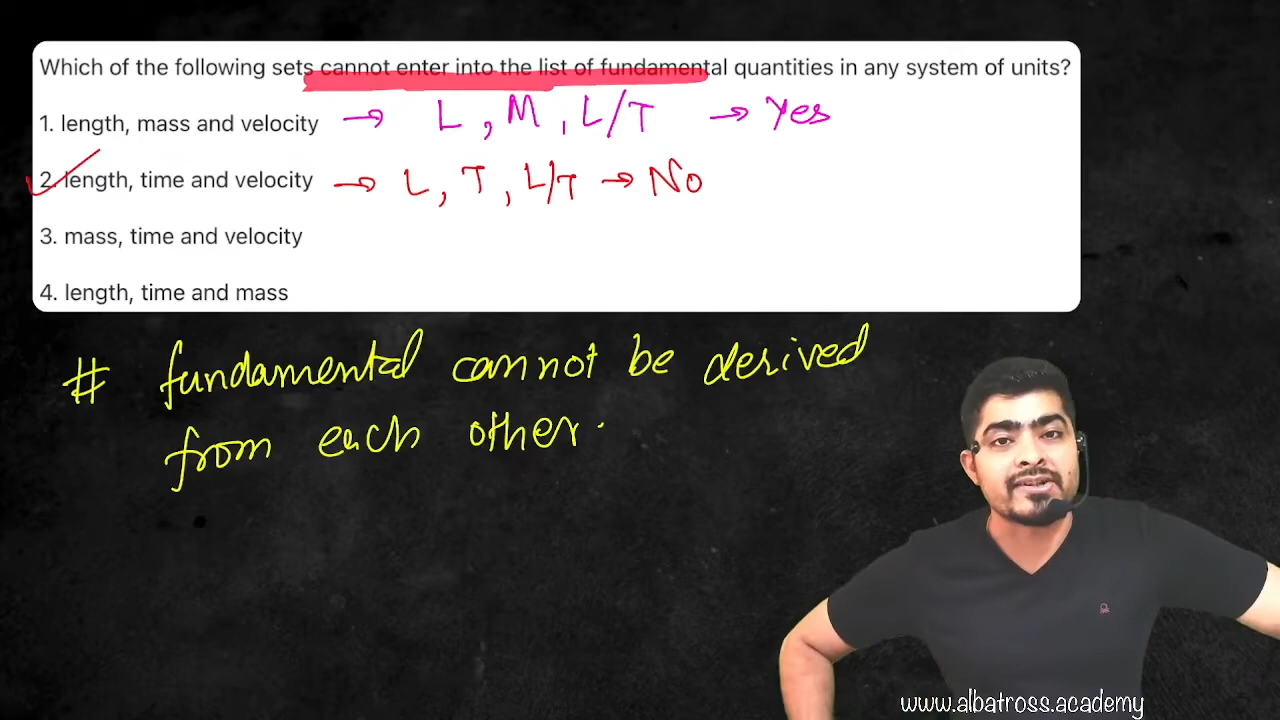 Which of the following sets cannot enter into the list of fundamental quantities in any system of units?
1. length, mass and velocity → L, M, L/T → Yes
2. length, time and velocity → L, T, L/T → No
3. mass, time and velocity
4. length, time and mass
# fundamental cannot be derived
from each other.
www.albatross.academy